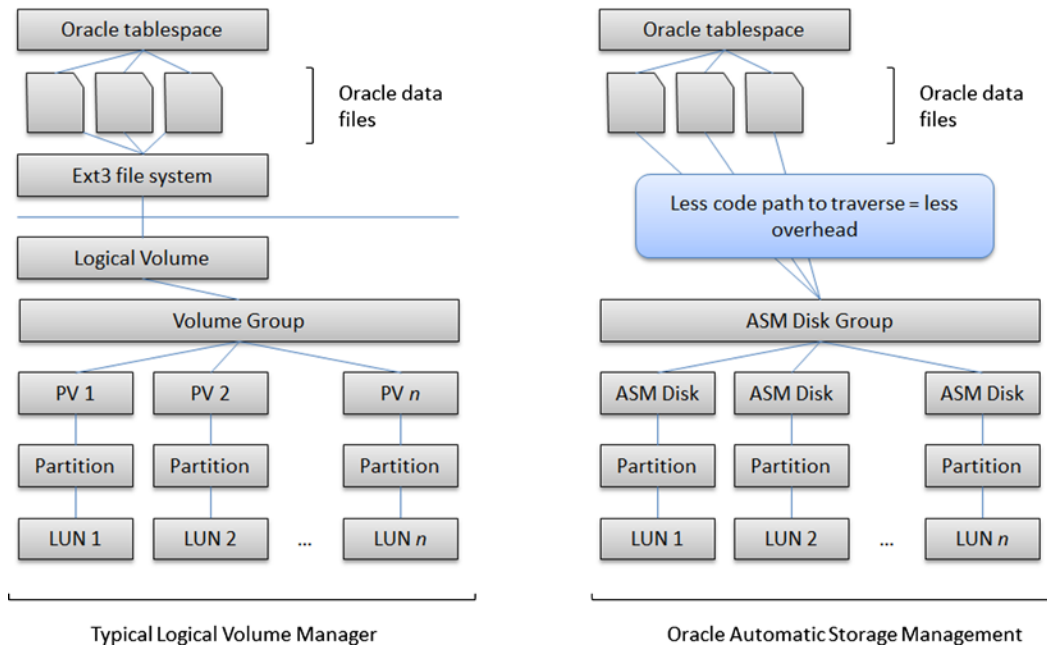 Oracle tablespace
Oracle data
files
Ext3 file system
Logical Volume
Volume Group
PV 1
PV 2
PV n
Partition
Partition
Partition
LUN 1
LUN 2
...
LUN n
Typical Logical Volume Manager
Oracle tablespace
Oracle data
files
Less code path to traverse = less
overhead
ASM Disk Group
ASM Disk
ASM Disk
ASM Disk
Partition
Partition
Partition
LUN 1
LUN 2
...
LUN n
Oracle Automatic Storage Management